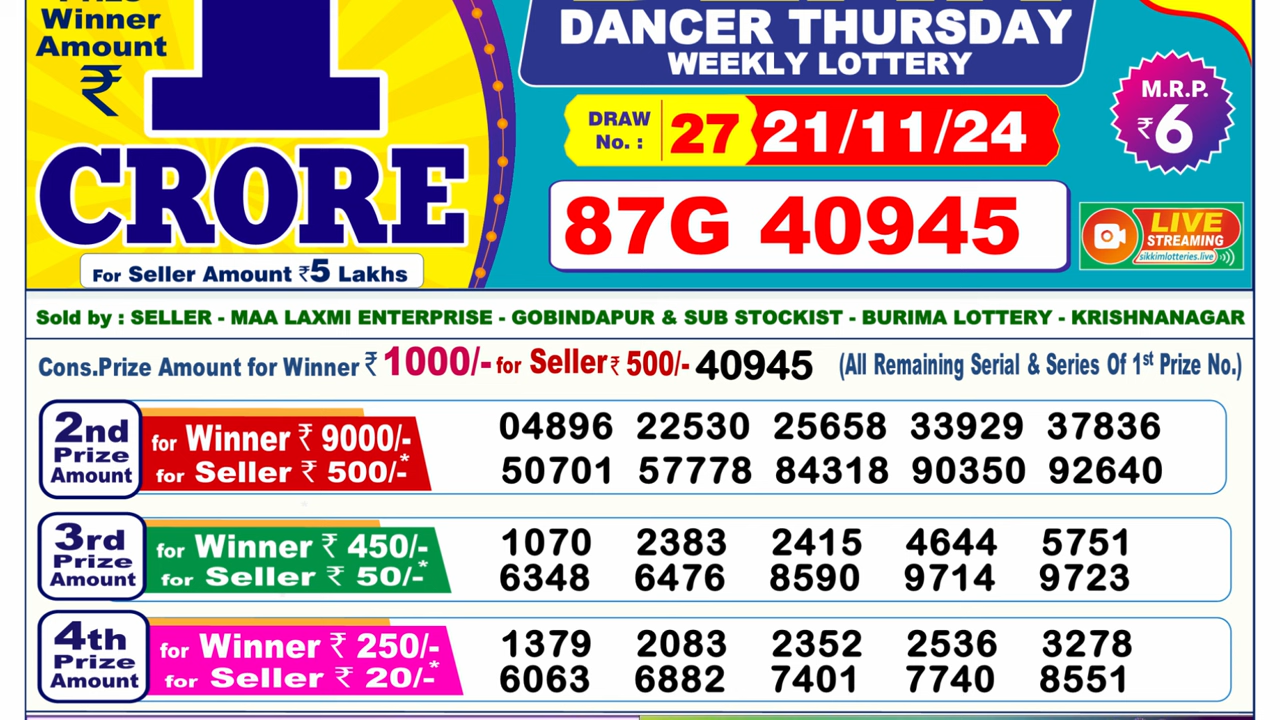 Winner
Amount
₹
1
CRORE
For Seller Amount ₹5 Lakhs
DANCER THURSDAY
WEEKLY LOTTERY
DRAW
No. :
27
21/11/24
87G 40945
M.R.P.
₹6
LIVE
STREAMING
sikkimlotteries.live
Sold by : SELLER - MAA LAXMI ENTERPRISE - GOBINDAPUR & SUB STOCKIST - BURIMA LOTTERY - KRISHNANAGAR
Cons.Prize Amount for Winner ₹ 1000/- for Seller ₹ 500/- 40945 (All Remaining Serial & Series Of 1st Prize No.)
2nd
Prize
Amount
for Winner ₹ 9000/-
for Seller ₹ 500/-*
04896 22530 25658 33929 37836
50701 57778 84318 90350 92640
3rd
Prize
Amount
for Winner ₹ 450/-
for Seller ₹ 50/-*
1070 2383 2415 4644 5751
6348 6476 8590 9714 9723
4th
Prize
Amount
for Winner ₹ 250/-
for Seller ₹ 20/-*
1379 2083 2352 2536 3278
6063 6882 7401 7740 8551